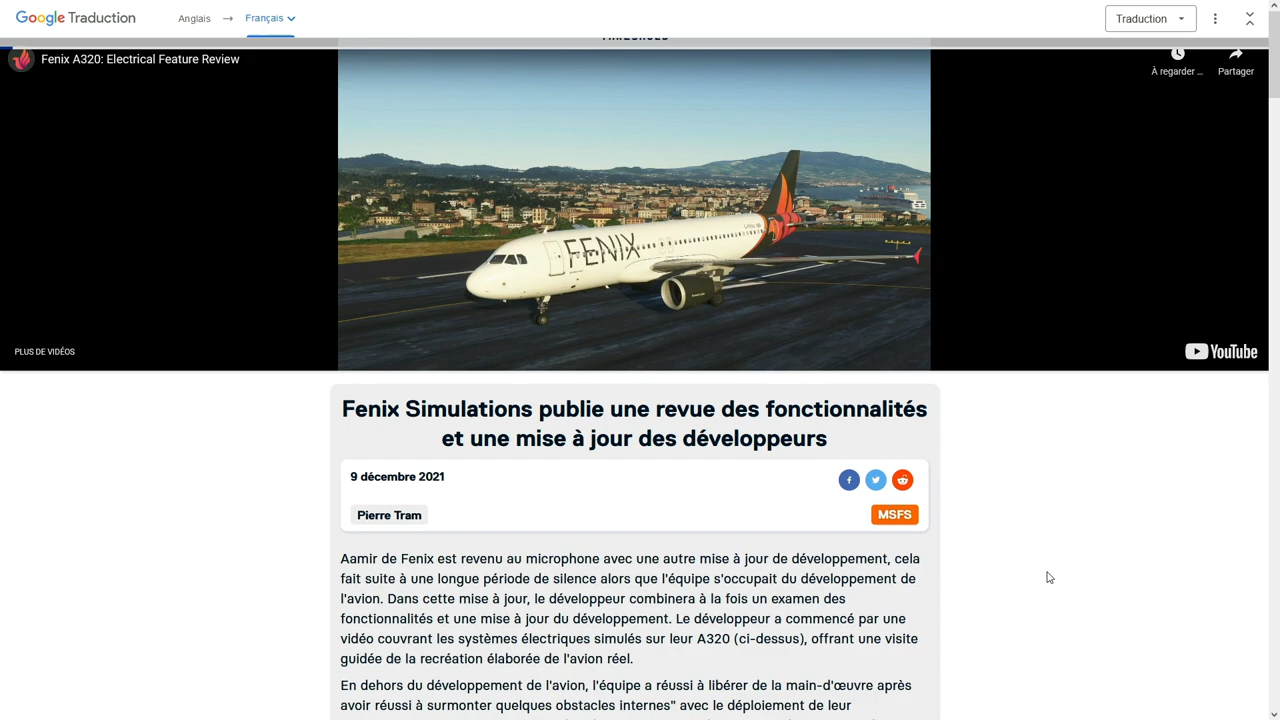 Google Traduction
Anglais → Français
Traduction
THRESHOLD
Fenix A320: Electrical Feature Review
À regarder ...
Partager
FENIX
PLUS DE VIDÉOS
YouTube
Fenix Simulations publie une revue des fonctionnalités
et une mise à jour des développeurs
9 décembre 2021
Pierre Tram
MSFS
Aamir de Fenix est revenu au microphone avec une autre mise à jour de développement, cela
fait suite à une longue période de silence alors que l'équipe s'occupait du développement de
l'avion. Dans cette mise à jour, le développeur combinera à la fois un examen des
fonctionnalités et une mise à jour du développement. Le développeur a commencé par une
vidéo couvrant les systèmes électriques simulés sur leur A320 (ci-dessus), offrant une visite
guidée de la recréation élaborée de l'avion réel.
En dehors du développement de l'avion, l'équipe a réussi à libérer de la main-d'œuvre après
avoir réussi à surmonter quelques obstacles internes" avec le déploiement de leur